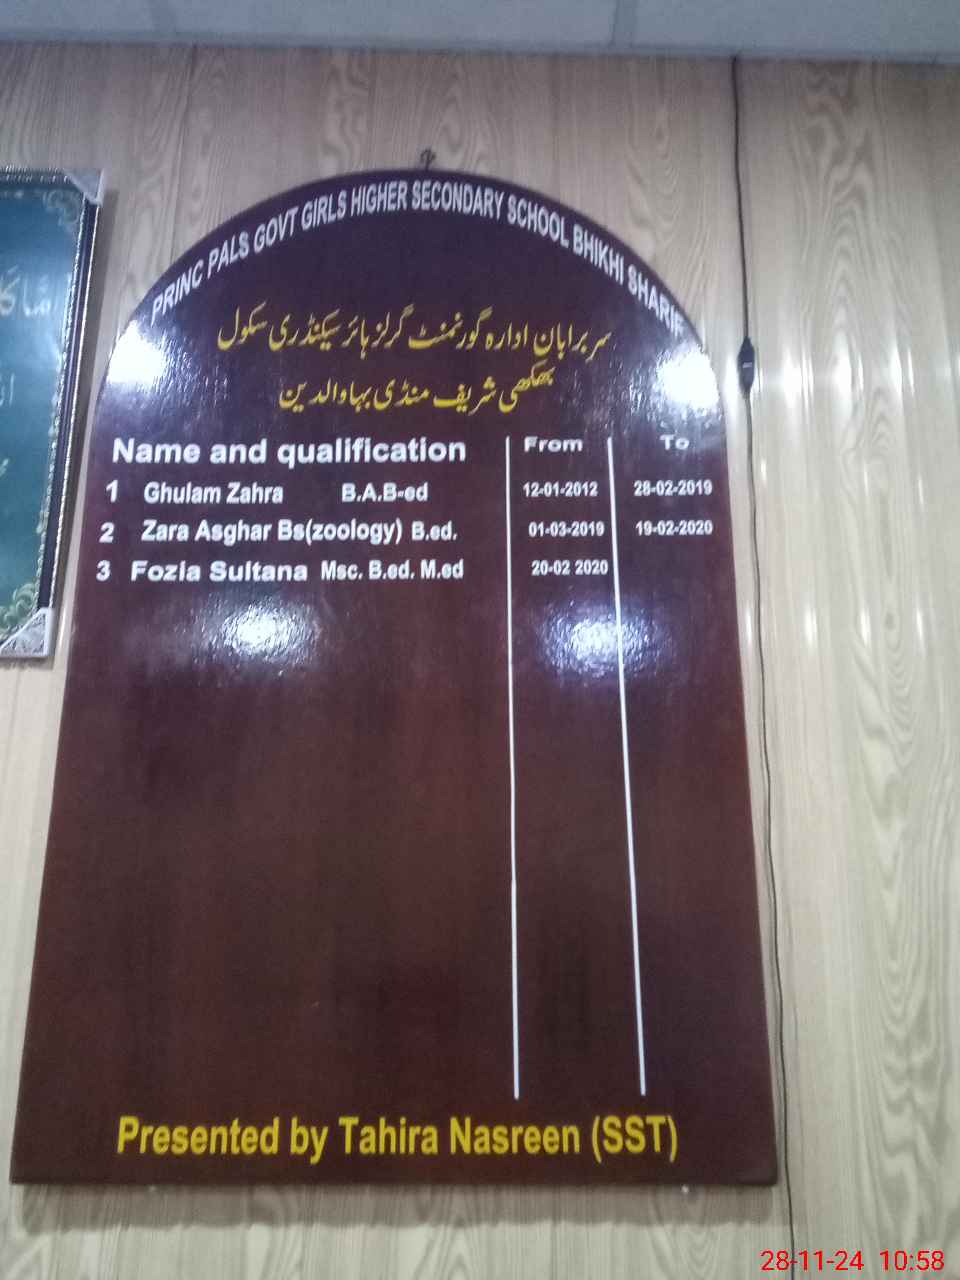 PRINC PALS GOVT GIRLS HIGHER SECONDARY SCHOOL BHIKHI SHARIF
سربراہان ادارہ گورنمنٹ گرلز ہائر سیکنڈری سکول
بھکھی شریف منڈی بہاوالدین
Name and qualification From To
1 Ghulam Zahra B.A.B-ed 12-01-2012 28-02-2019
2 Zara Asghar Bs(zoology) B.ed. 01-03-2019 19-02-2020
3 Fozia Sultana Msc. B.ed. M.ed 20-02 2020
Presented by Tahira Nasreen (SST)
28-11-24 10:58